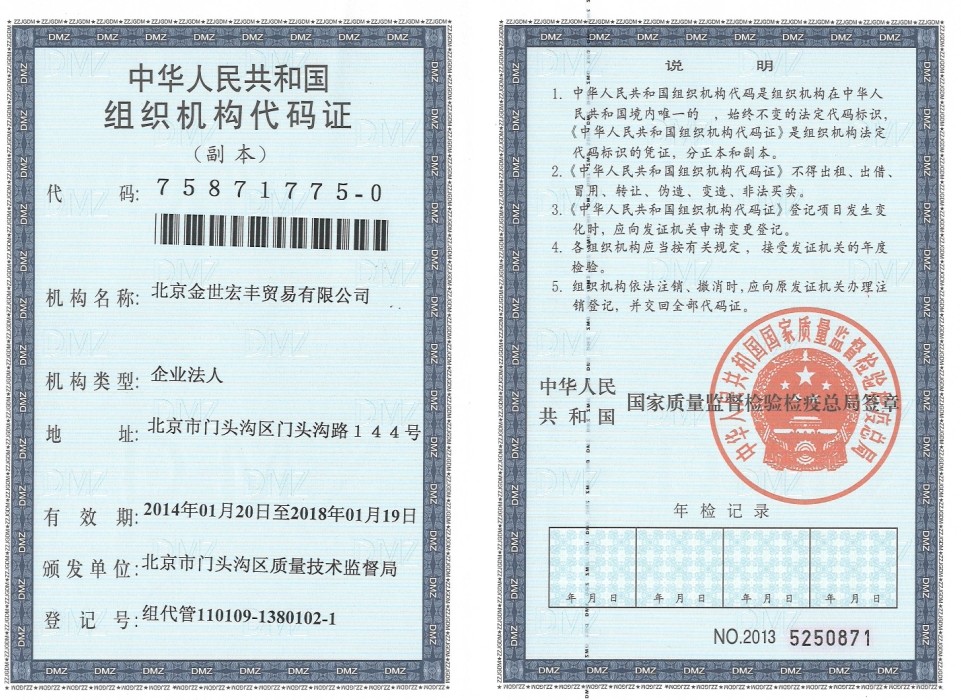 中华人民共和国
组织机构代码证
（副本）
代 码: 75871775-0
机构名称: 北京金世宏丰贸易有限公司
机构类型: 企业法人
地 址: 北京市门头沟区门头沟路１４４号
有 效 期: 2014年01月20日至2018年01月19日
颁发单位: 北京市门头沟区质量技术监督局
登 记 号: 组代管110109-1380102-1
说 明
1. 中华人民共和国组织机构代码是组织机构在中华人
民共和国境内唯一的 ，始终不变的法定代码标识，
《中华人民共和国组织机构代码证》是组织机构法定
代码标识的凭证，分正本和副本。
2.《中华人民共和国组织机构代码证》不得出租、出借、
冒用、转让、伪造、变造、非法买卖。
3.《中华人民共和国组织机构代码证》登记项目发生变
化时，应向发证机关申请变更登记。
4. 各组织机构应当按有关规定，接受发证机关的年度
检验。
5. 组织机构依法注销、撤消时,应向原发证机关办理注
销登记，并交回全部代码证。
中华人民共和国国家质量监督检验检疫总局
中华人民
共 和 国 国家质量监督检验检疫总局签章
年检记录
年 月 日 年 月 日 年 月 日 年 月 日
NO.2013 5250871